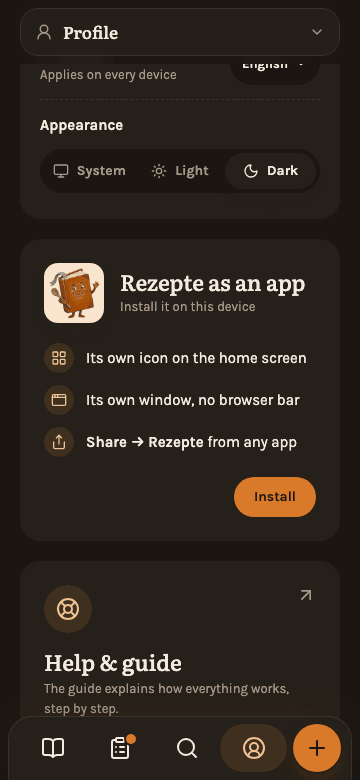 Profile
Applies on every device
English
Appearance
System
Light
Dark
Rezepte as an app
Install it on this device
Its own icon on the home screen
Its own window, no browser bar
Share → Rezepte from any app
Install
Help & guide
The guide explains how everything works,
step by step.